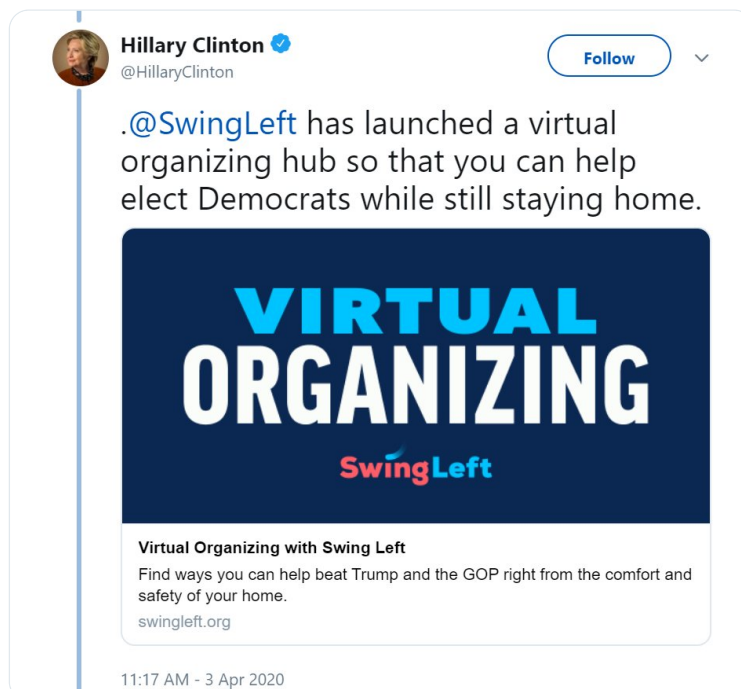 Hillary Clinton
@HillaryClinton
Follow
.@SwingLeft has launched a virtual
organizing hub so that you can help
elect Democrats while still staying home.
VIRTUAL
ORGANIZING
SwingLeft
Virtual Organizing with Swing Left
Find ways you can help beat Trump and the GOP right from the comfort and
safety of your home.
swingleft.org
11:17 AM - 3 Apr 2020